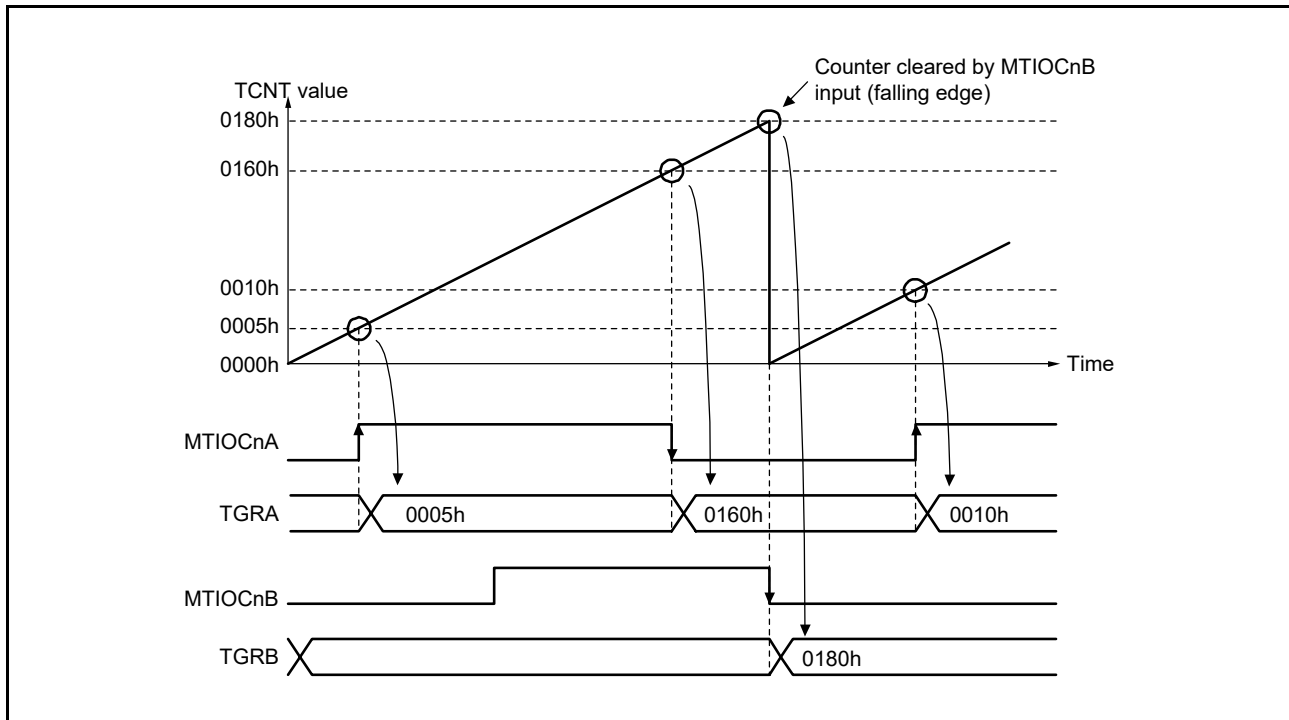 Counter cleared by MTIOCnB
input (falling edge)
TCNT value
0180h
0160h
0010h
0005h
0000h
Time
MTIOCnA
TGRA
0005h
0160h
0010h
MTIOCnB
TGRB
0180h